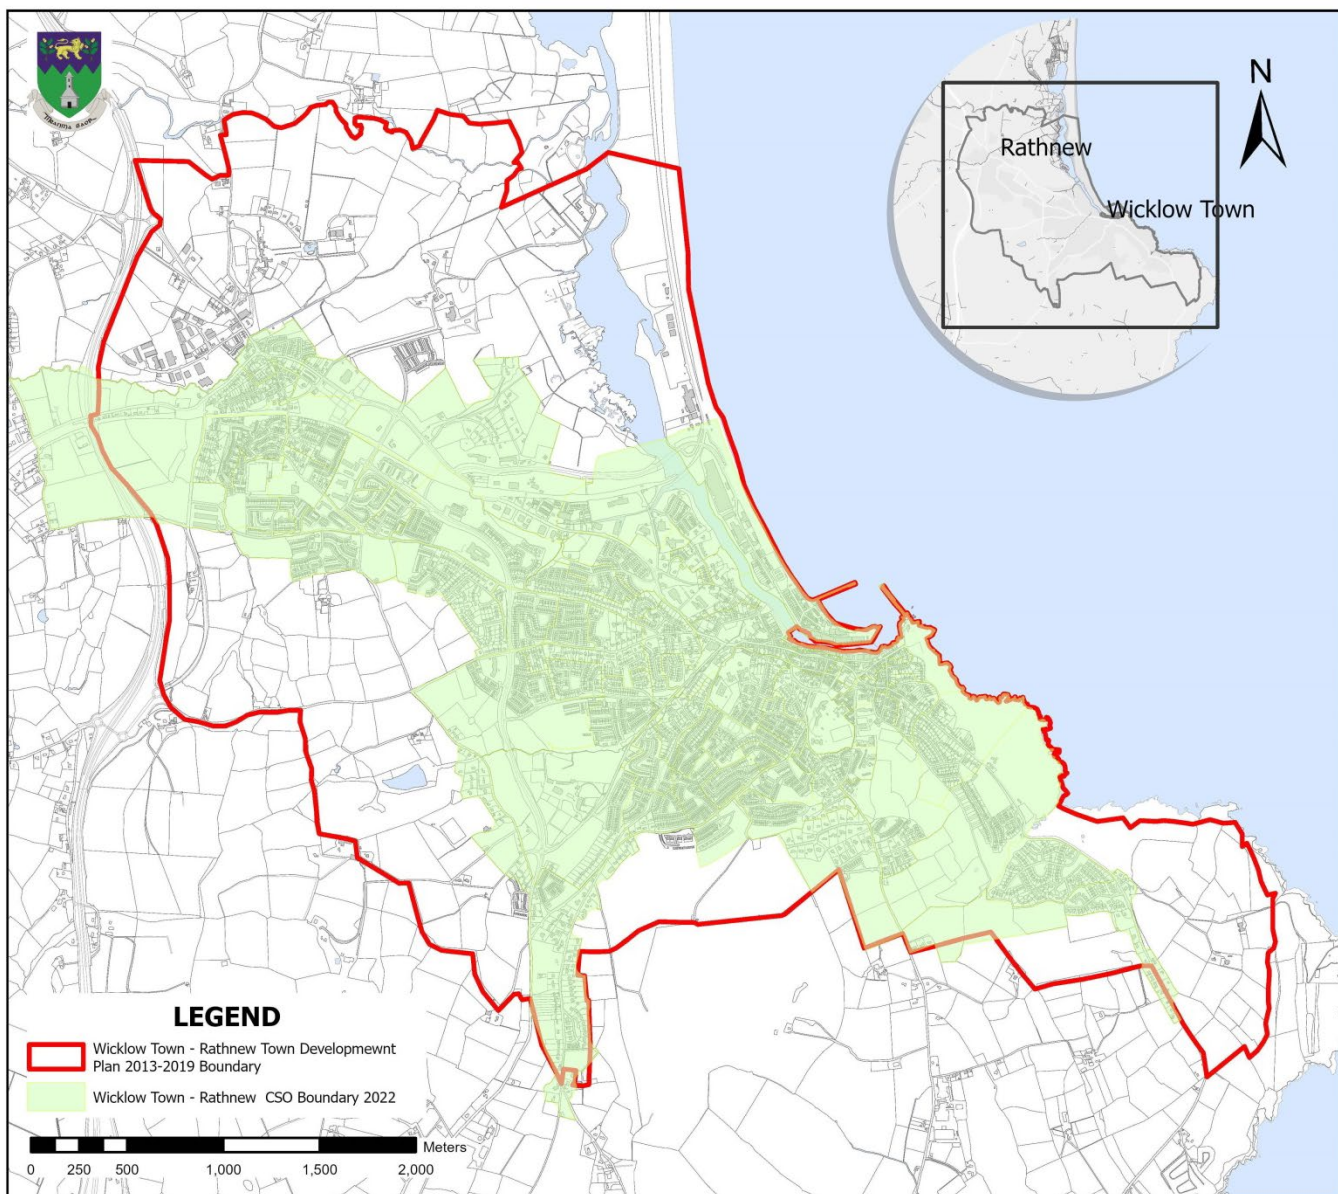 N
Rathnew
Wicklow Town
LEGEND
Wicklow Town - Rathnew Town Developmewnt
Plan 2013-2019 Boundary
Wicklow Town - Rathnew CSO Boundary 2022
Meters
0 250 500 1,000 1,500 2,000